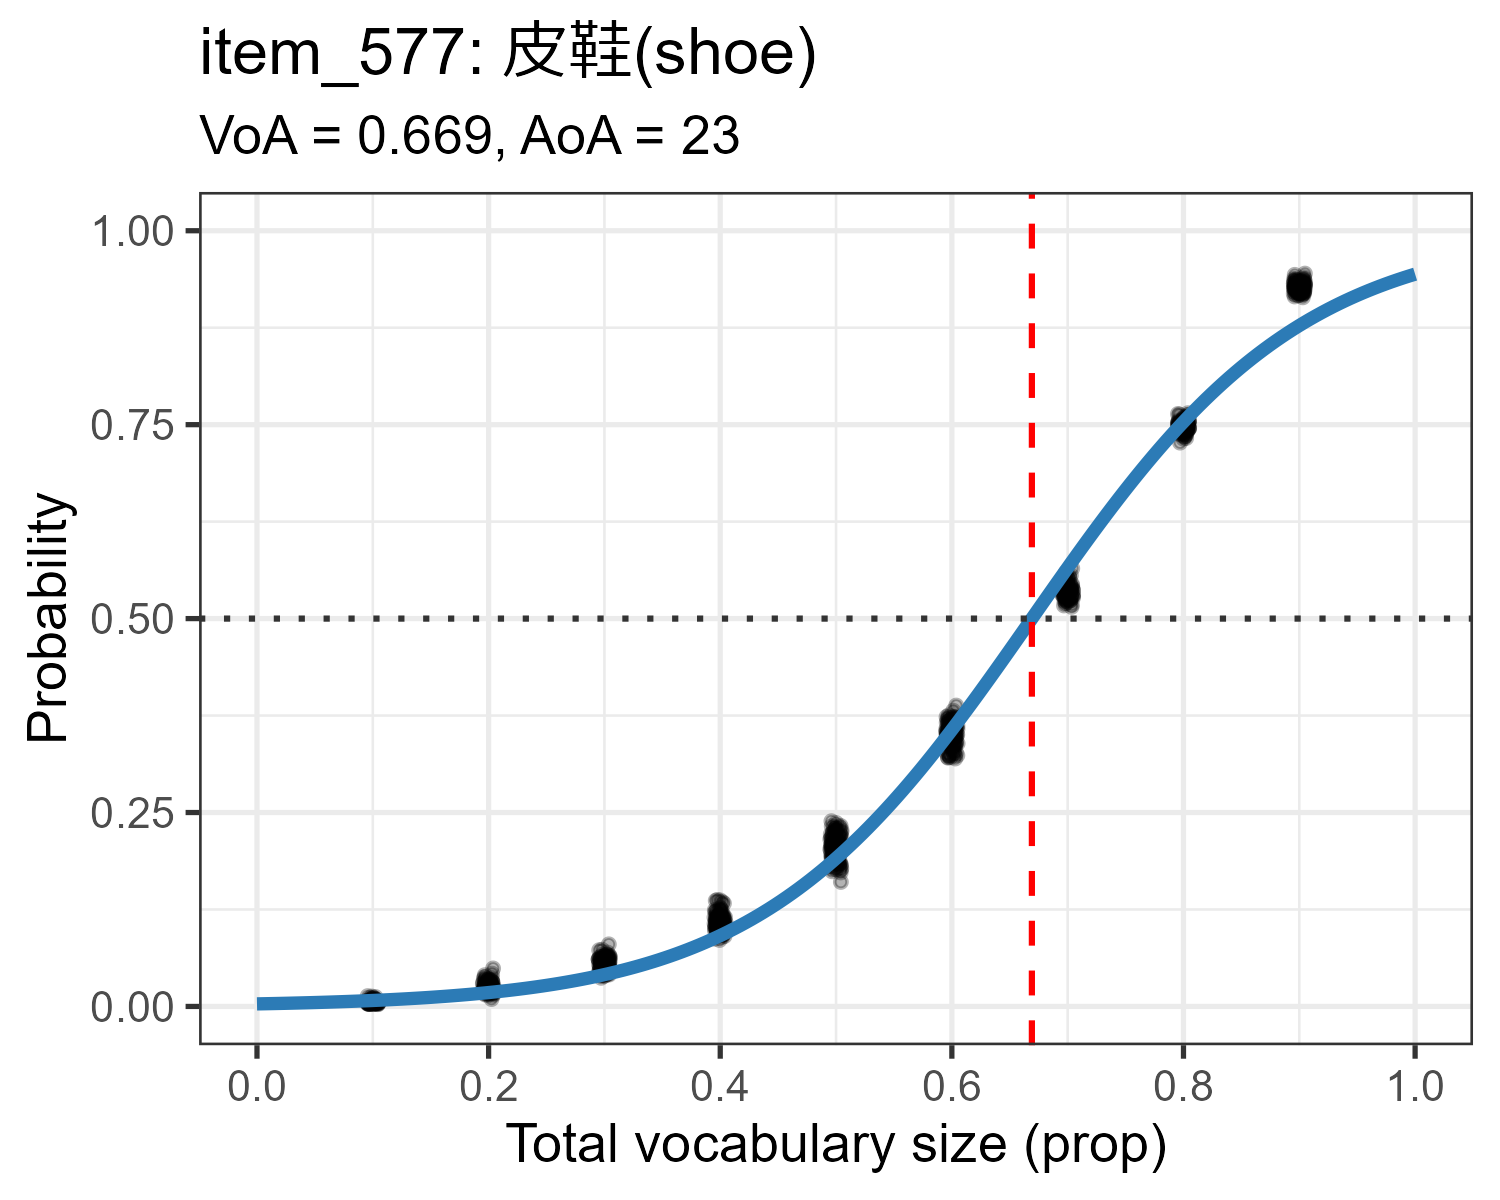 item_577: 皮鞋(shoe)
VoA = 0.669, AoA = 23
1.00
0.75
0.50
0.25
0.00
Probability
0.0 0.2 0.4 0.6 0.8 1.0
Total vocabulary size (prop)